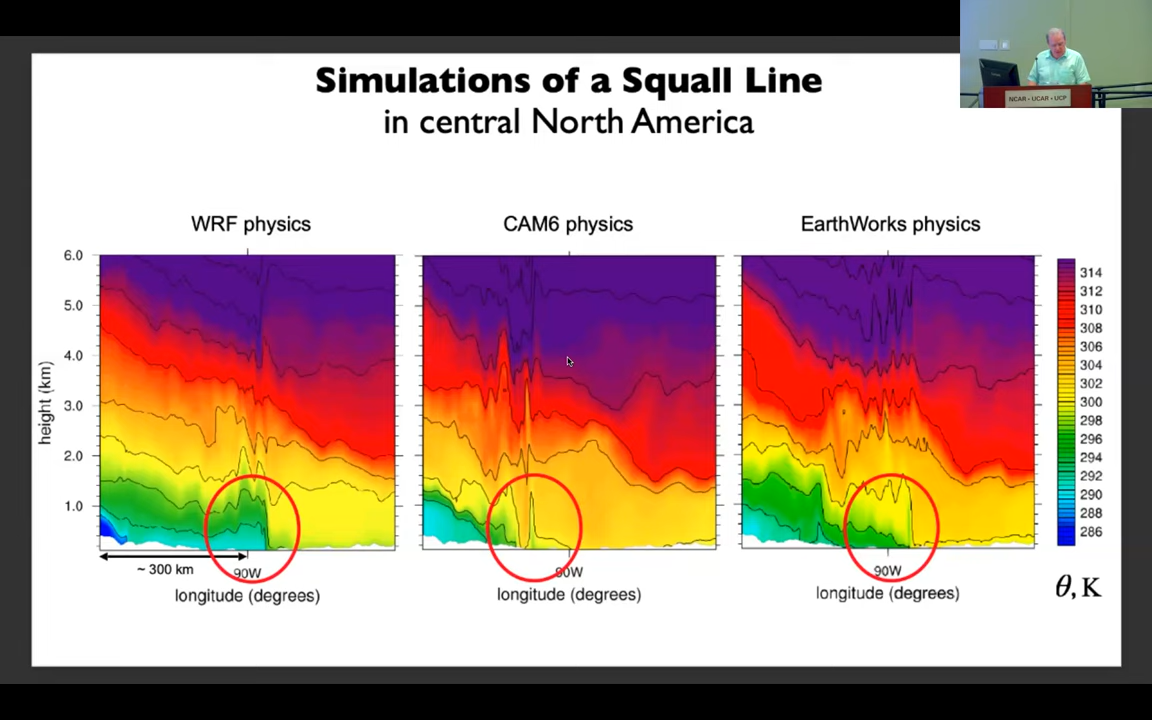 Simulations of a Squall Line
in central North America
NCAR • UCAR • UCP
WRF physics
CAM6 physics
EarthWorks physics
6.0
5.0
4.0
3.0
2.0
1.0
height (km)
~ 300 km
90W
90W
90W
longitude (degrees)
longitude (degrees)
longitude (degrees)
314
312
310
308
306
304
302
300
298
296
294
292
290
288
286
θ, K